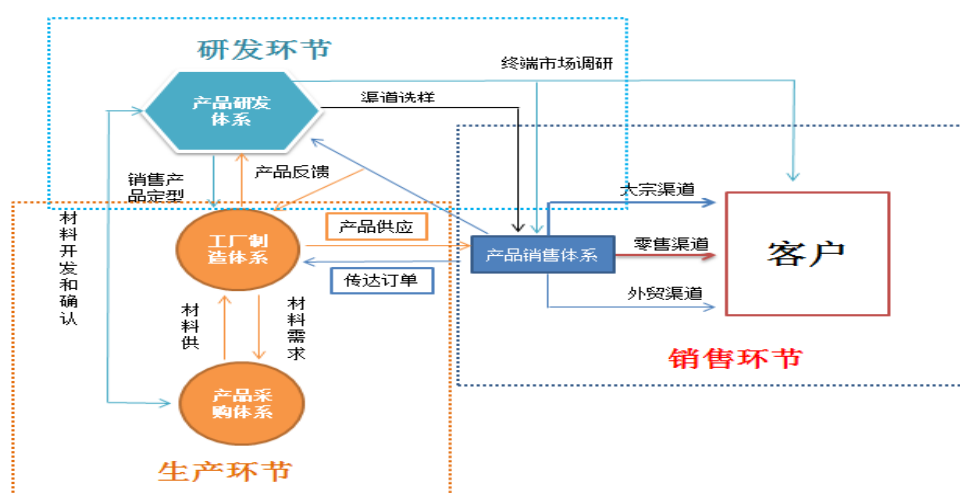 研发环节
终端市场调研
产品研发
体系
渠道选样
销售产
品定型
产品反馈
大宗渠道
材料开发和确认
工厂制
造体系
产品供应
产品销售体系
零售渠道
客户
传达订单
外贸渠道
材料供
材料需求
销售环节
产品采
购体系
生产环节